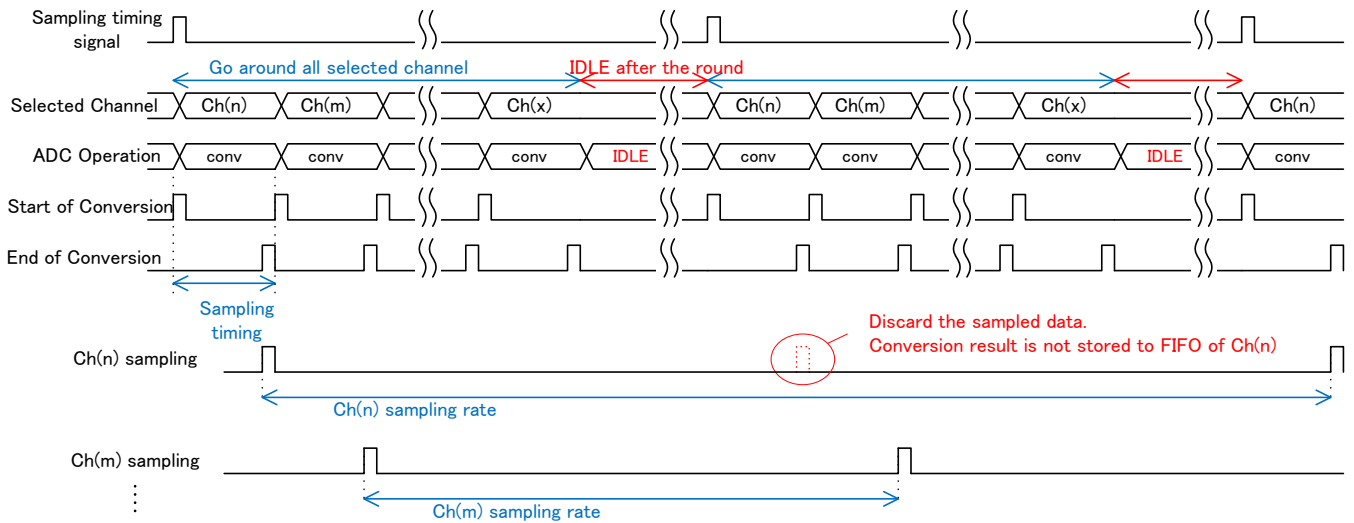 Sampling timing
signal
Go around all selected channel
IDLE after the round
Selected Channel
Ch(n)
Ch(m)
Ch(x)
Ch(n)
Ch(m)
Ch(x)
Ch(n)
ADC Operation
conv
conv
conv
IDLE
conv
conv
conv
IDLE
conv
Start of Conversion
End of Conversion
Sampling
timing
Discard the sampled data.
Conversion result is not stored to FIFO of Ch(n)
Ch(n) sampling
Ch(n) sampling rate
Ch(m) sampling
Ch(m) sampling rate